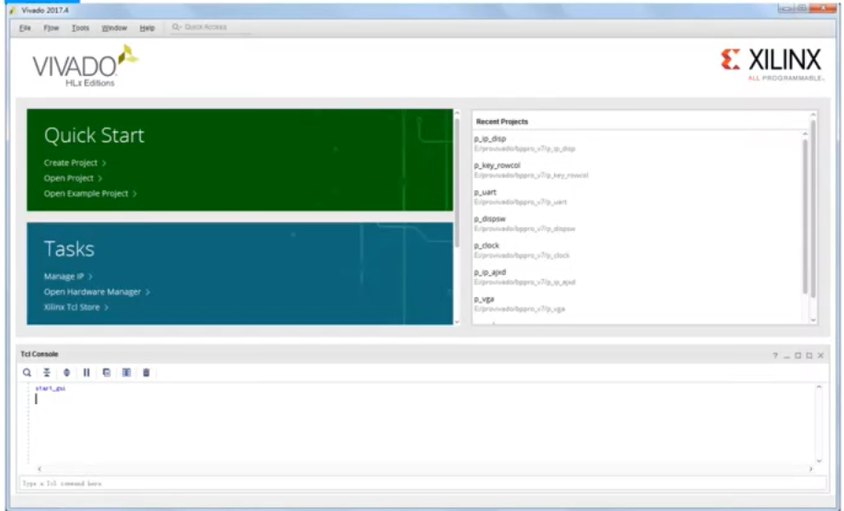 Vivado 2017.4
File Flow Tools Window Help Quick Access
VIVADO
HLx Editions
XILINX
ALL PROGRAMMABLE.
Quick Start
Create Project >
Open Project >
Open Example Project >
Tasks
Manage IP >
Open Hardware Manager >
Xilinx Tcl Store >
Recent Projects
p_ip_disp
E:/provivado/bppro_v7/p_ip_disp
p_key_rowcol
E:/provivado/bppro_v7/p_key_rowcol
p_uart
E:/provivado/bppro_v7/p_uart
p_dispsw
E:/provivado/bppro_v7/p_dispsw
p_clock
E:/provivado/bppro_v7/p_clock
p_ip_ajxd
E:/provivado/bppro_v7/p_ip_ajxd
p_vga
E:/provivado/bppro_v7/p_vga
Tcl Console
start_gui
Type a Tcl command here